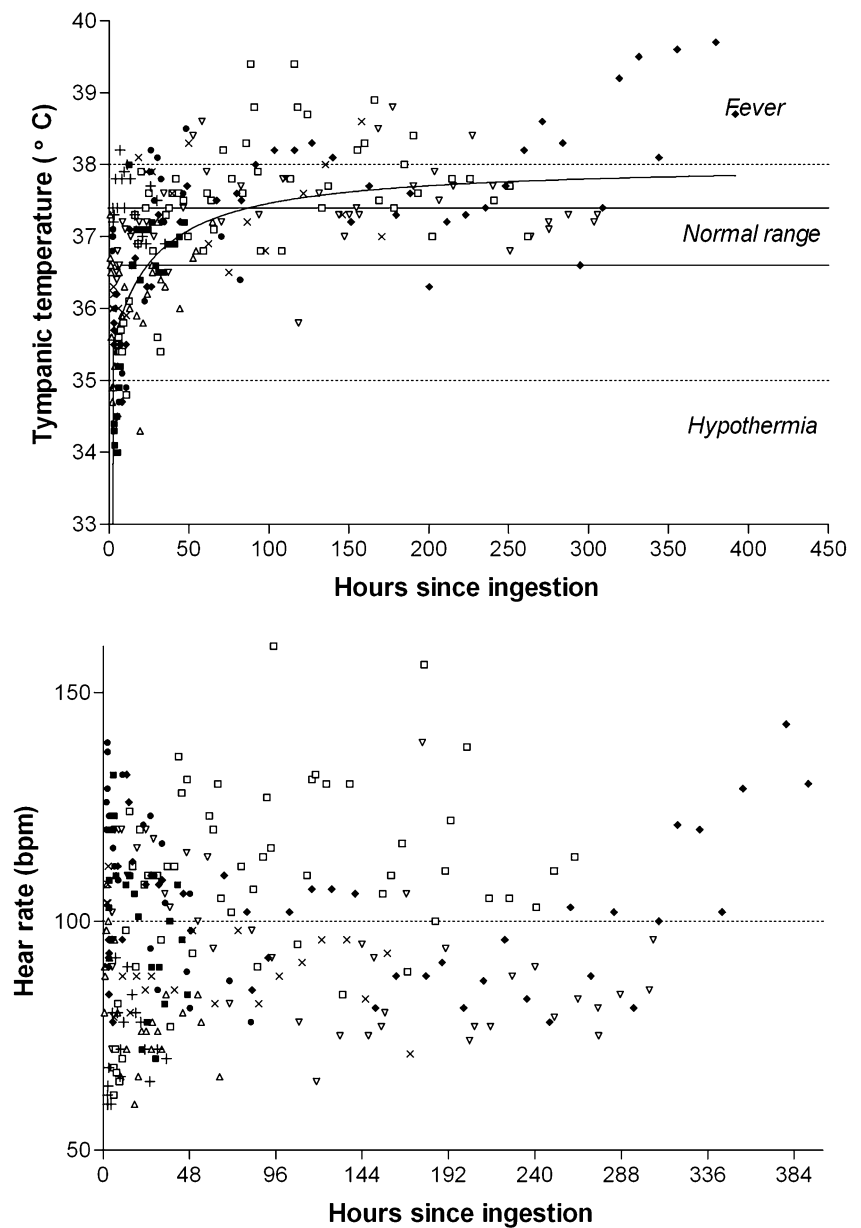 40
39
38
37
36
35
34
33
Tympanic temperature (° C)
Fever
Normal range
Hypothermia
0 50 100 150 200 250 300 350 400 450
Hours since ingestion
150
100
50
Hear rate (bpm)
0 48 96 144 192 240 288 336 384
Hours since ingestion